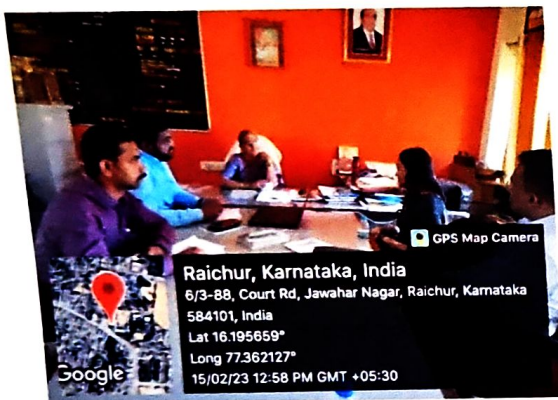 GPS Map Camera
Raichur, Karnataka, India
6/3-88, Court Rd, Jawahar Nagar, Raichur, Karnataka
584101, India
Lat 16.195659°
Long 77.362127°
15/02/23 12:58 PM GMT +05:30
Google